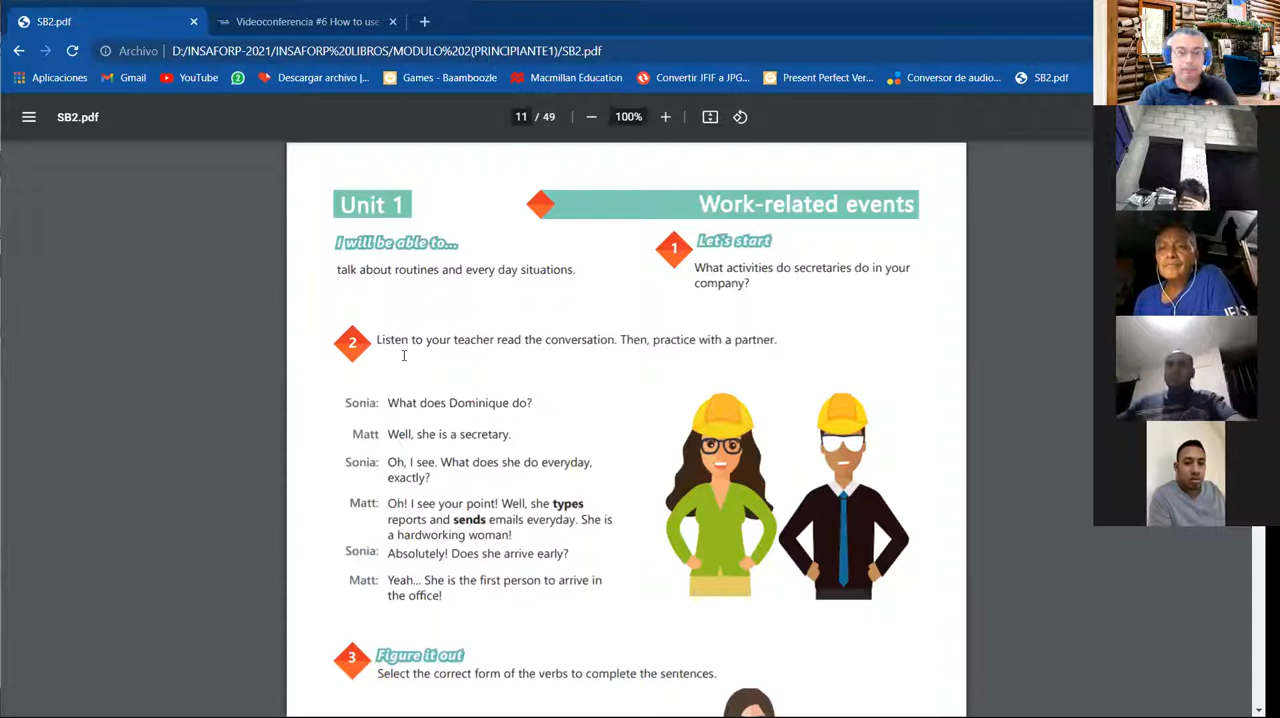 SB2.pdf
Videoconferencia #6 How to use
Archivo D:/INSAFORP-2021/INSAFORP%20LIBROS/MODULO%202(PRINCIPIANTE1)/SB2.pdf
Aplicaciones Gmail YouTube Descargar archivo |... Games - Baamboozle Macmillan Education Convertir JFIF a JPG... Present Perfect Ver... Conversor de audio... SB2.pdf
SB2.pdf 11 / 49 100%
Unit 1 Work-related events
I will be able to...
talk about routines and every day situations.
1 Let's start
What activities do secretaries do in your
company?
2 Listen to your teacher read the conversation. Then, practice with a partner.
Sonia: What does Dominique do?
Matt Well, she is a secretary.
Sonia: Oh, I see. What does she do everyday,
exactly?
Matt: Oh! I see your point! Well, she types
reports and sends emails everyday. She is
a hardworking woman!
Sonia: Absolutely! Does she arrive early?
Matt: Yeah... She is the first person to arrive in
the office!
3 Figure it out
Select the correct form of the verbs to complete the sentences.